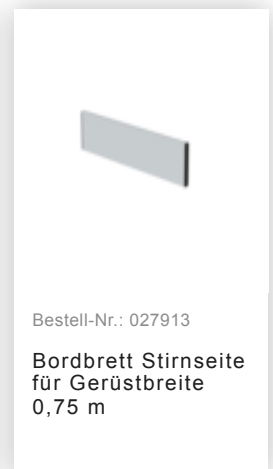 Bestell-Nr.: 027913
Bordbrett Stirnseite
für Gerüstbreite
0,75 m